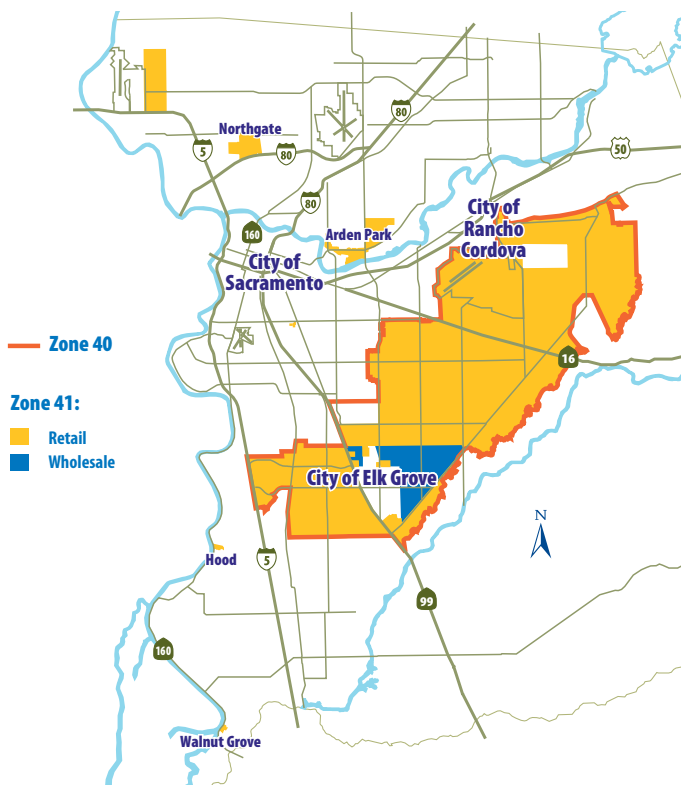 80
Northgate
5
80
50
80
City of
Rancho
Cordova
160
Arden Park
City of
Sacramento
Zone 40
16
Zone 41:
Retail
Wholesale
City of Elk Grove
N
Hood
5
99
160
Walnut Grove